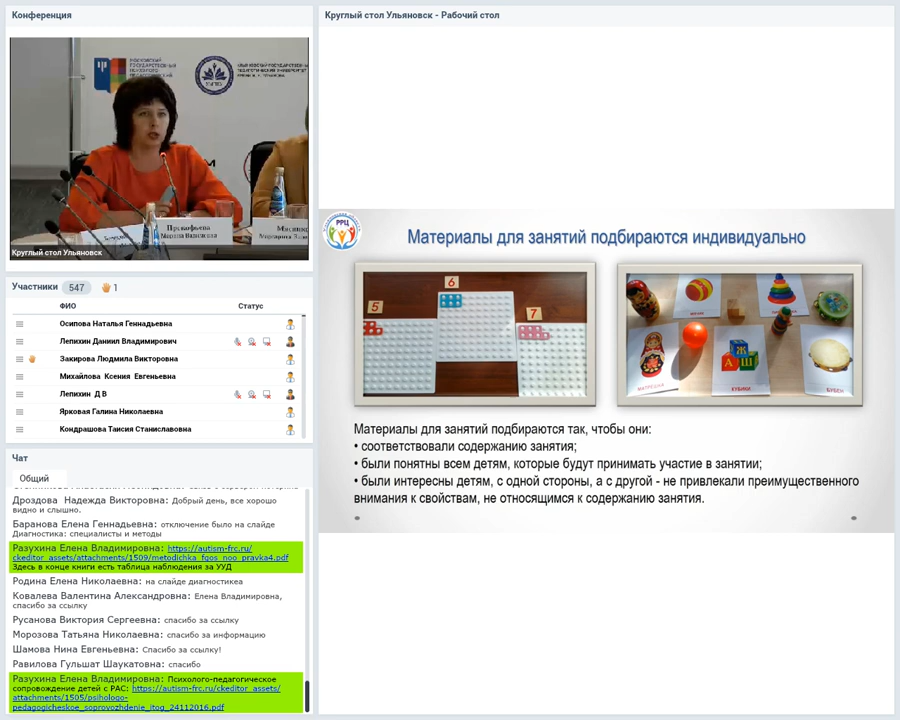 Конференция
МОСКОВСКИЙ
ГОСУДАРСТВЕННЫЙ
Круглый стол Ульяновск
Участники 547 1
ФИО Статус
Осипова Наталья Геннадьевна
Лепихин Даниил Владимирович
Закирова Людмила Викторовна
Михайлова Ксения Евгеньевна
Лепихин Д В
Ярковая Галина Николаевна
Кондрашова Таисия Станиславовна
Чат
Общий
Дроздова Надежда Викторовна: Добрый день, все хорошо
видно и слышно.
Баранова Елена Геннадьевна: отключение было на слайде
Диагностика: специалисты и методы
Разухина Елена Владимировна: https://autism-frc.ru/
ckeditor_assets/attachments/1509/metodichka_fgos_noo_pravka4.pdf
Здесь в конце книги есть таблица наблюдения за УУД
Родина Елена Николаевна: на слайде диагностикеа
Ковалева Валентина Александровна: Елена Владимировна,
спасибо за ссылку
Русанова Виктория Сергеевна: спасибо за ссылку
Морозова Татьяна Николаевна: спасибо за информацию
Шамова Нина Евгеньевна: Спасибо за ссылку!
Равилова Гульшат Шаукатовна: спасибо
Разухина Елена Владимировна: Психолого-педагогическое
сопровождение детей с РАС: https://autism-frc.ru/ckeditor_assets/
attachments/1505/psihologo-
pedagogicheskoe_soprovozhdenie_itog_24112016.pdf
Круглый стол Ульяновск - Рабочий стол
РРЦ
Материалы для занятий подбираются индивидуально
5
6
7
МАТРЕШКА
Ж
А Ш
КУБИКИ
БУБЕН
Материалы для занятий подбираются так, чтобы они:
• соответствовали содержанию занятия;
• были понятны всем детям, которые будут принимать участие в занятии;
• были интересны детям, с одной стороны, а с другой - не привлекали преимущественного
внимания к свойствам, не относящимся к содержанию занятия.